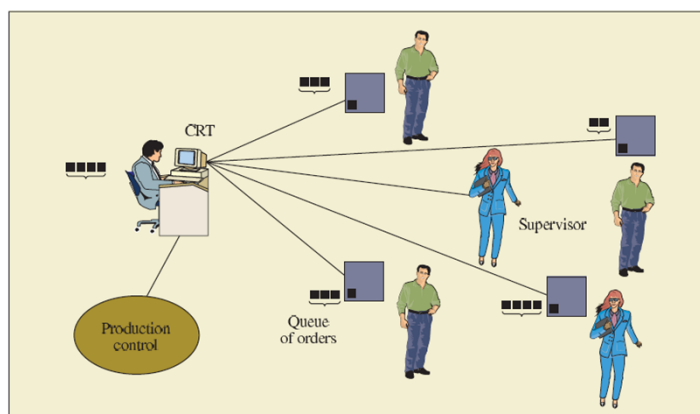 CRT
Supervisor
Queue
of orders
Production
control